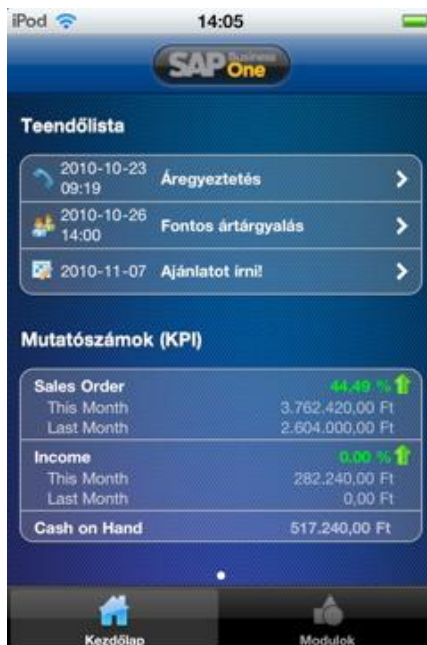 iPod 14:05
SAP Business One
Teendőlista
2010-10-23 09:19 Áregyeztetés
2010-10-26 14:00 Fontos ártárgyalás
2010-11-07 Ajánlatot írni!
Mutatószámok (KPI)
Sales Order 44.49 %
This Month 3.762.420,00 Ft
Last Month 2.604.000,00 Ft
Income 0.00 %
This Month 282.240,00 Ft
Last Month 0,00 Ft
Cash on Hand 517.240,00 Ft
Kezdőlap Modulok